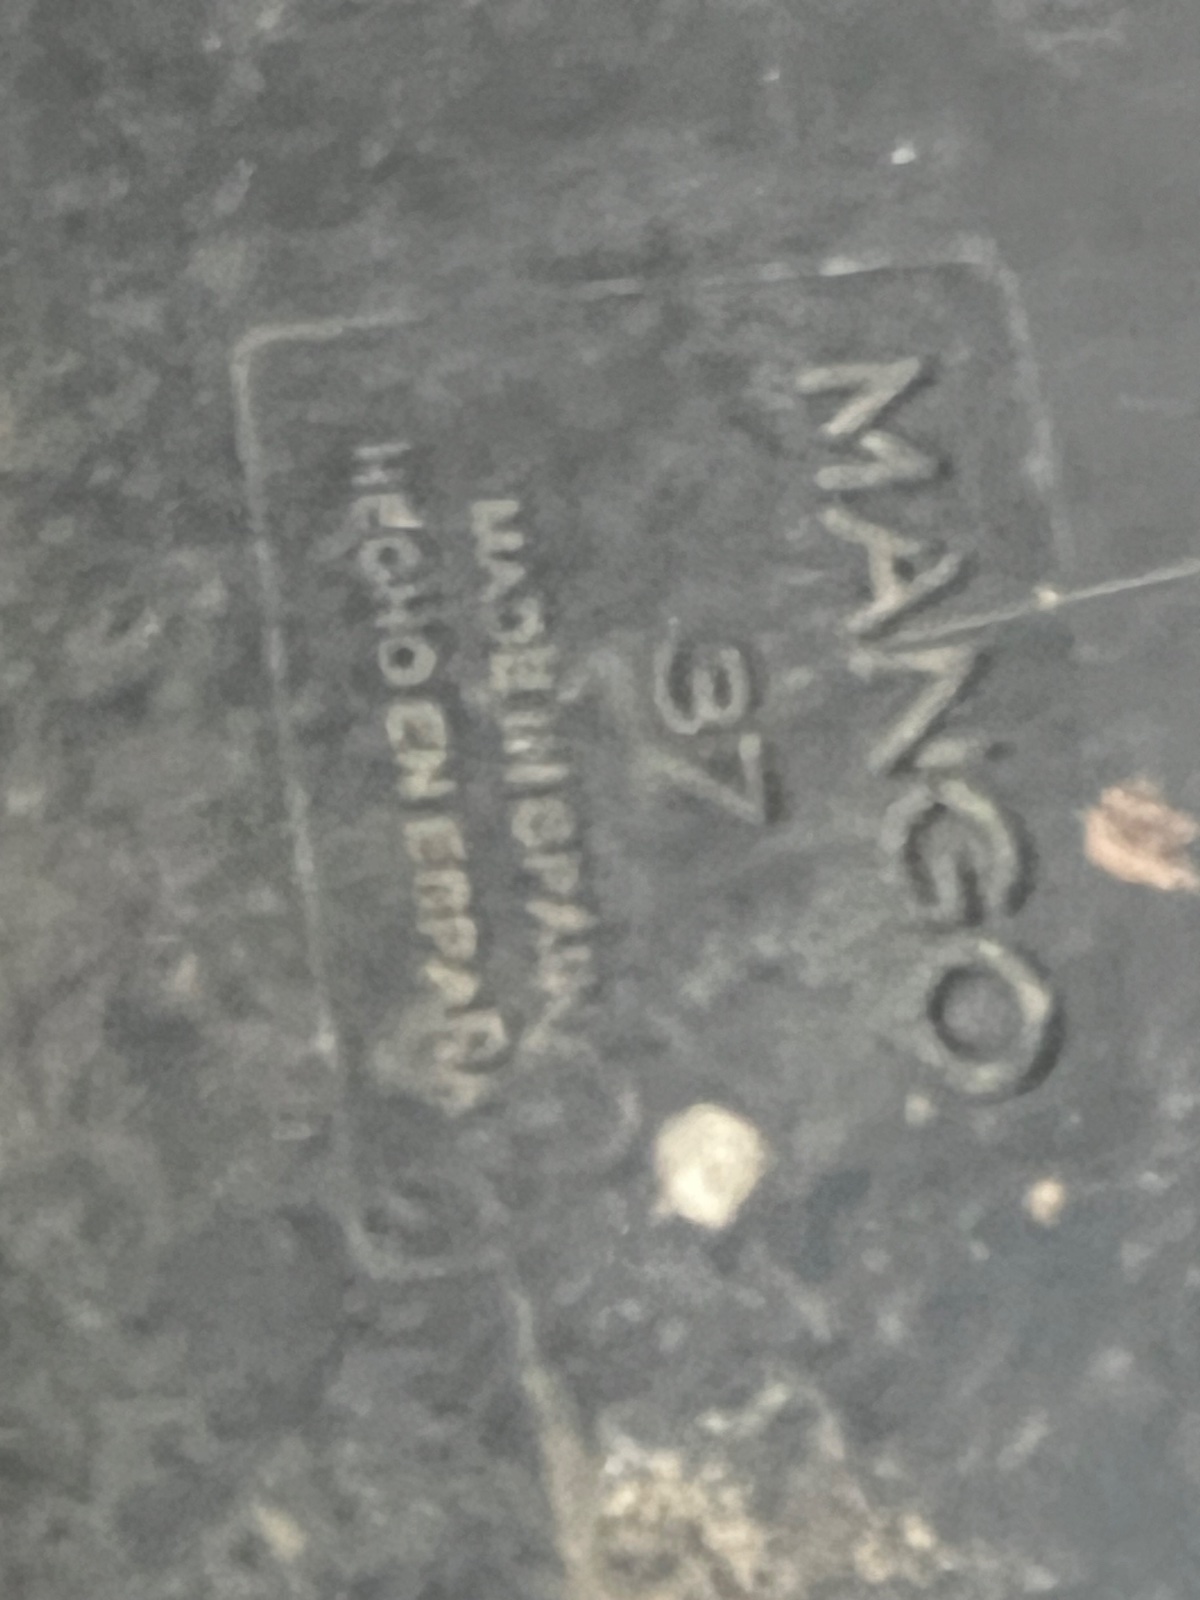 MANGO
37
MADE IN SPAIN
HECHO EN ESPAÑA